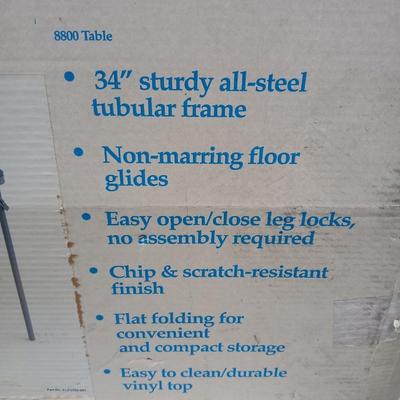 8800 Table
• 34” sturdy all-steel
tubular frame
• Non-marring floor
glides
• Easy open/close leg locks,
no assembly required
• Chip & scratch-resistant
finish
• Flat folding for
convenient
and compact storage
• Easy to clean/durable
vinyl top